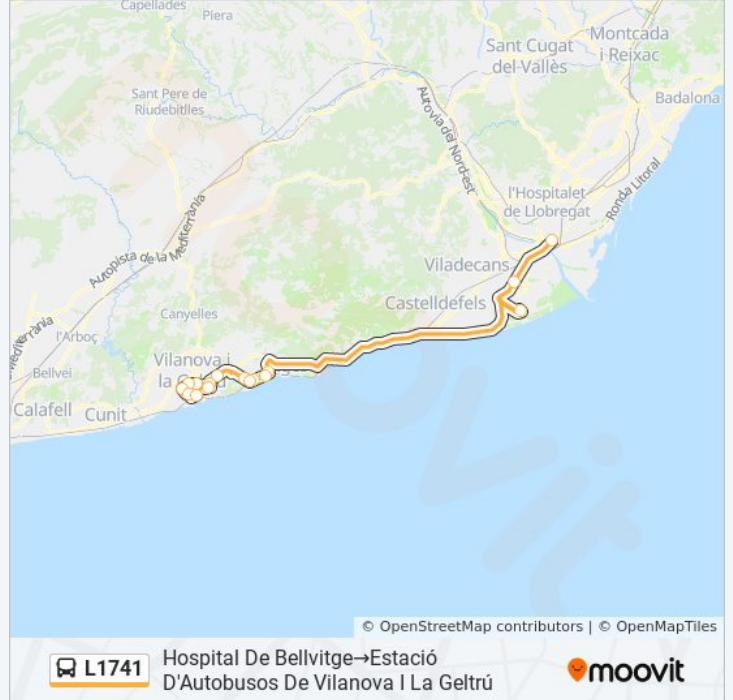 Capellades
Piera
Montcada
i Reixac
Sant Cugat
del Vallès
Sant Pere de
Riudebitlles
Badalona
Autovia del Nord-est
l'Hospitalet
de Llobregat
Ronda Litoral
Autopista de la Mediterrània
Viladecans
Castelldefels
Canyelles
Mediterrània
l'Arboç
Vilanova i
Bellvei
Calafell
Cunit
© OpenStreetMap contributors | © OpenMapTiles
L1741
Hospital De Bellvitge→Estació
D'Autobusos De Vilanova I La Geltrú
moovit